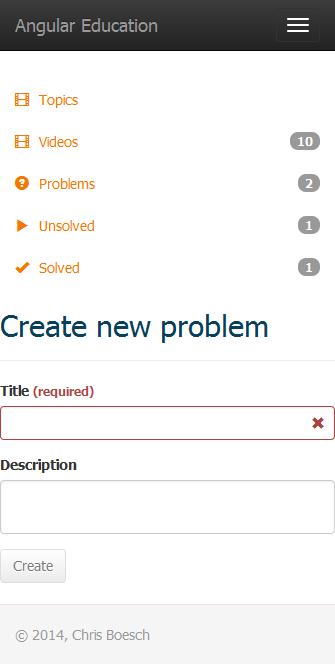 Angular Education
Topics
Videos 10
Problems 2
Unsolved 1
Solved 1
Create new problem
Title (required)
Description
Create
© 2014, Chris Boesch